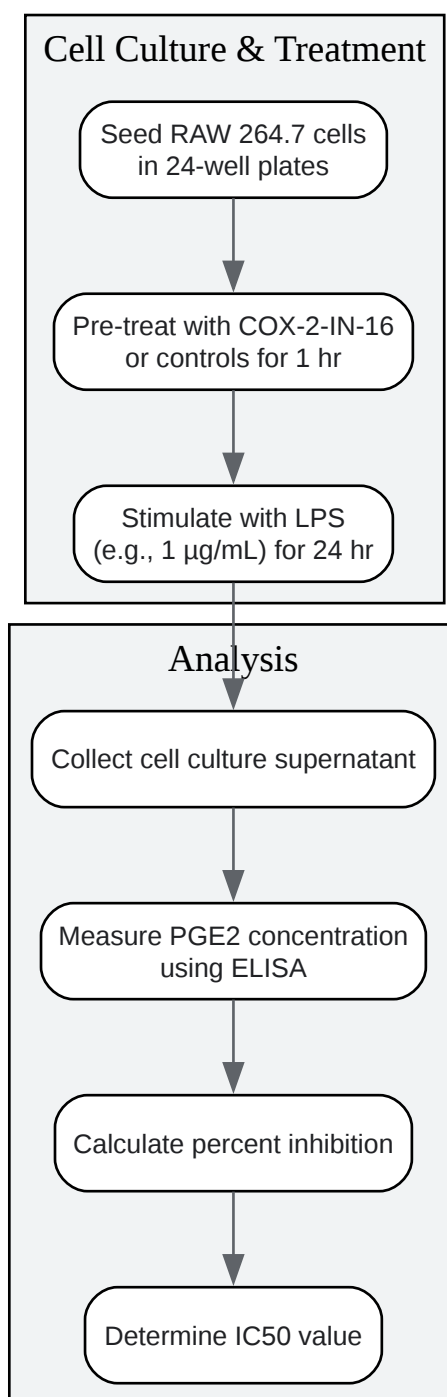 Cell Culture & Treatment
Seed RAW 264.7 cells
in 24-well plates
Pre-treat with COX-2-IN-16
or controls for 1 hr
Stimulate with LPS
(e.g., 1 µg/mL) for 24 hr
Analysis
Collect cell culture supernatant
Measure PGE2 concentration
using ELISA
Calculate percent inhibition
Determine IC50 value